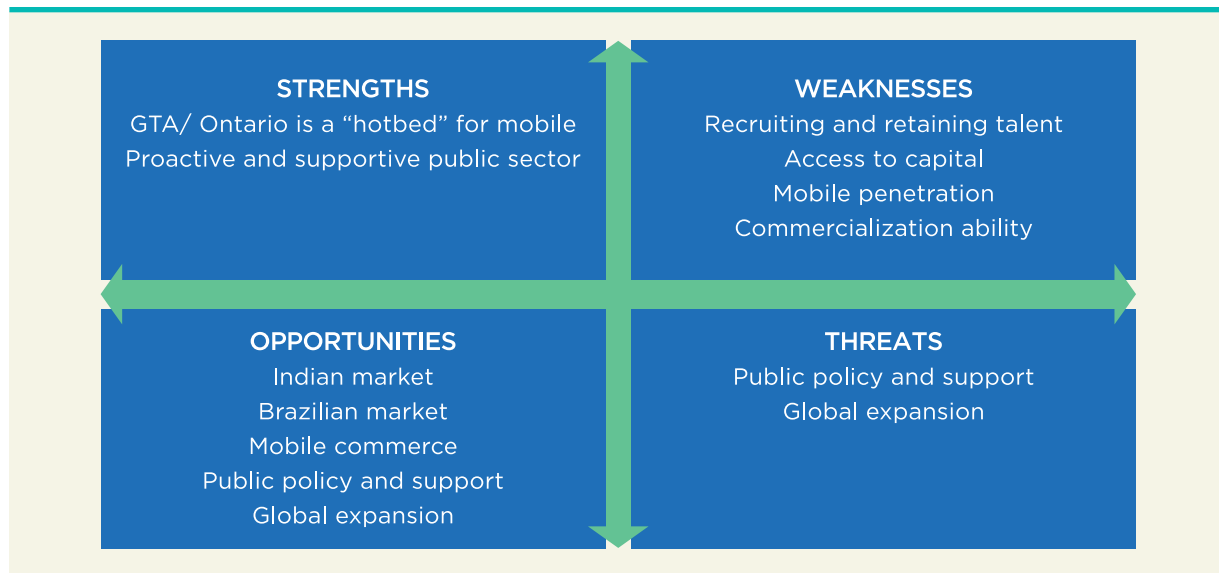 STRENGTHS
GTA/ Ontario is a “hotbed” for mobile
Proactive and supportive public sector
WEAKNESSES
Recruiting and retaining talent
Access to capital
Mobile penetration
Commercialization ability
OPPORTUNITIES
Indian market
Brazilian market
Mobile commerce
Public policy and support
Global expansion
THREATS
Public policy and support
Global expansion